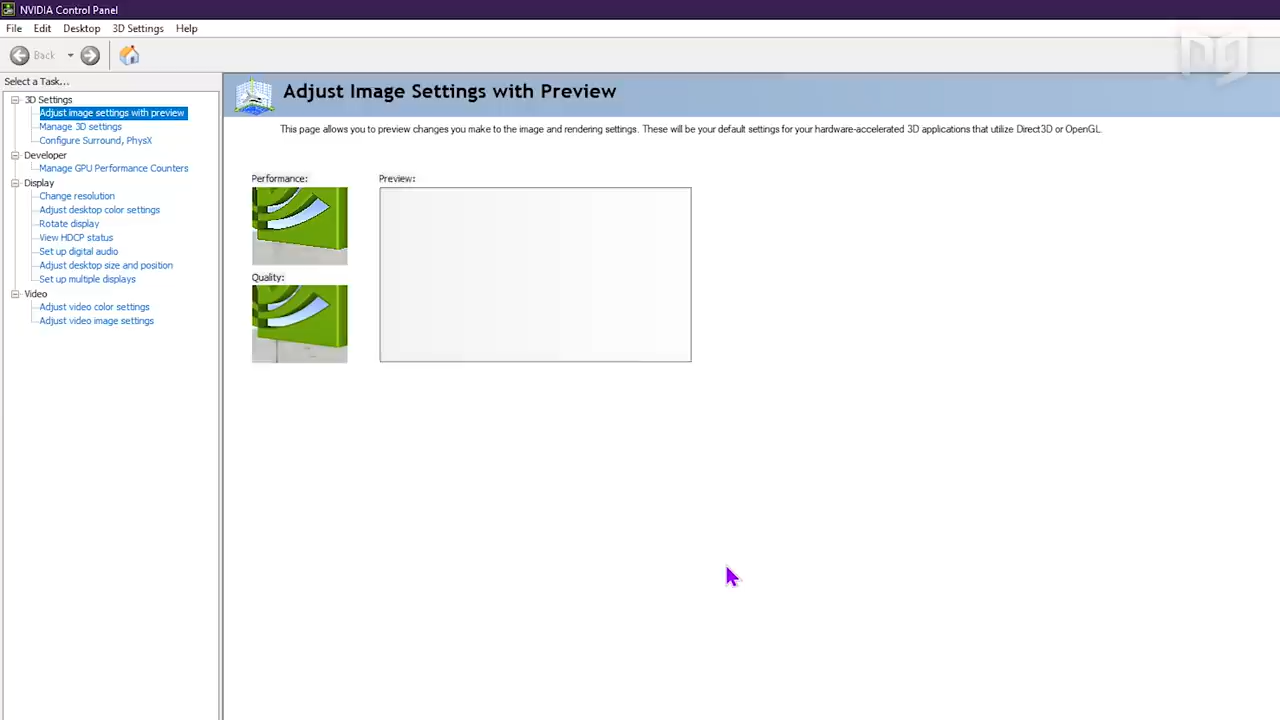 NVIDIA Control Panel
File Edit Desktop 3D Settings Help
Back
Select a Task...
3D Settings
Adjust image settings with preview
Manage 3D settings
Configure Surround, PhysX
Developer
Manage GPU Performance Counters
Display
Change resolution
Adjust desktop color settings
Rotate display
View HDCP status
Set up digital audio
Adjust desktop size and position
Set up multiple displays
Video
Adjust video color settings
Adjust video image settings
Adjust Image Settings with Preview
This page allows you to preview changes you make to the image and rendering settings. These will be your default settings for your hardware-accelerated 3D applications that utilize Direct3D or OpenGL.
Performance:
Preview:
Quality:
NG